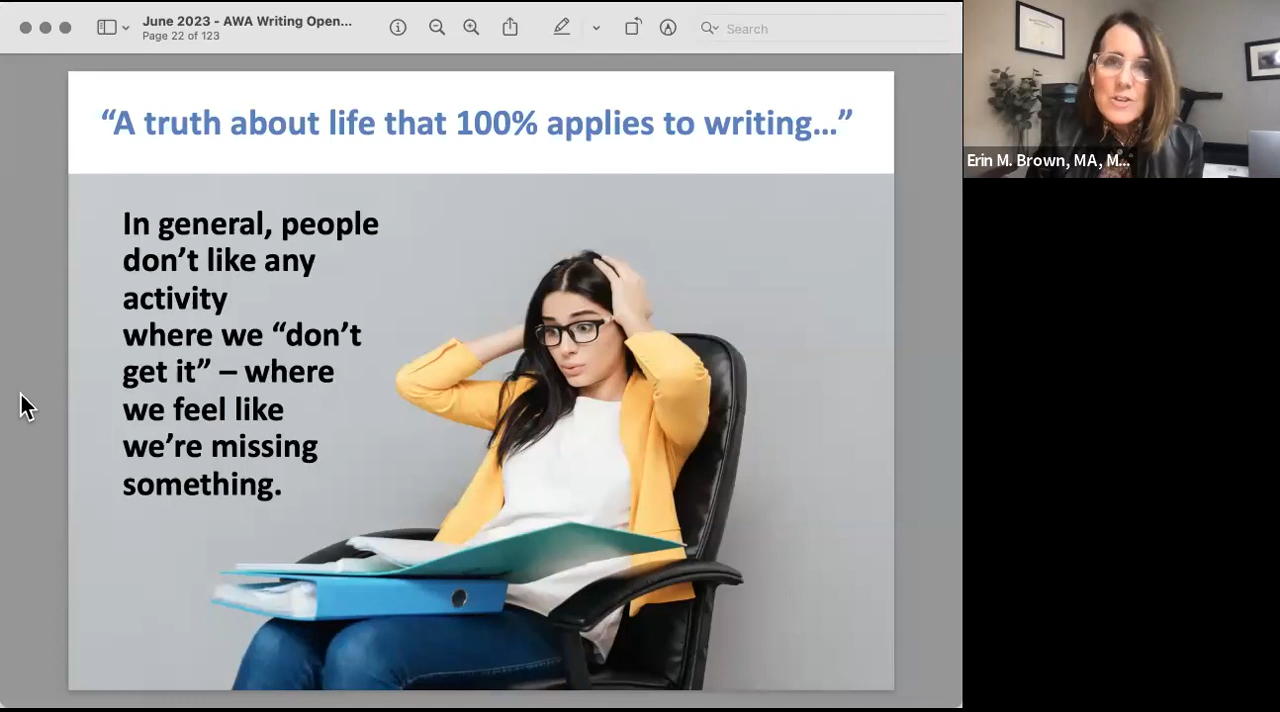 June 2023 - AWA Writing Open...
Page 22 of 123
Search
“A truth about life that 100% applies to writing…”
In general, people
don’t like any
activity
where we “don’t
get it” – where
we feel like
we’re missing
something.
Erin M. Brown, MA, M...